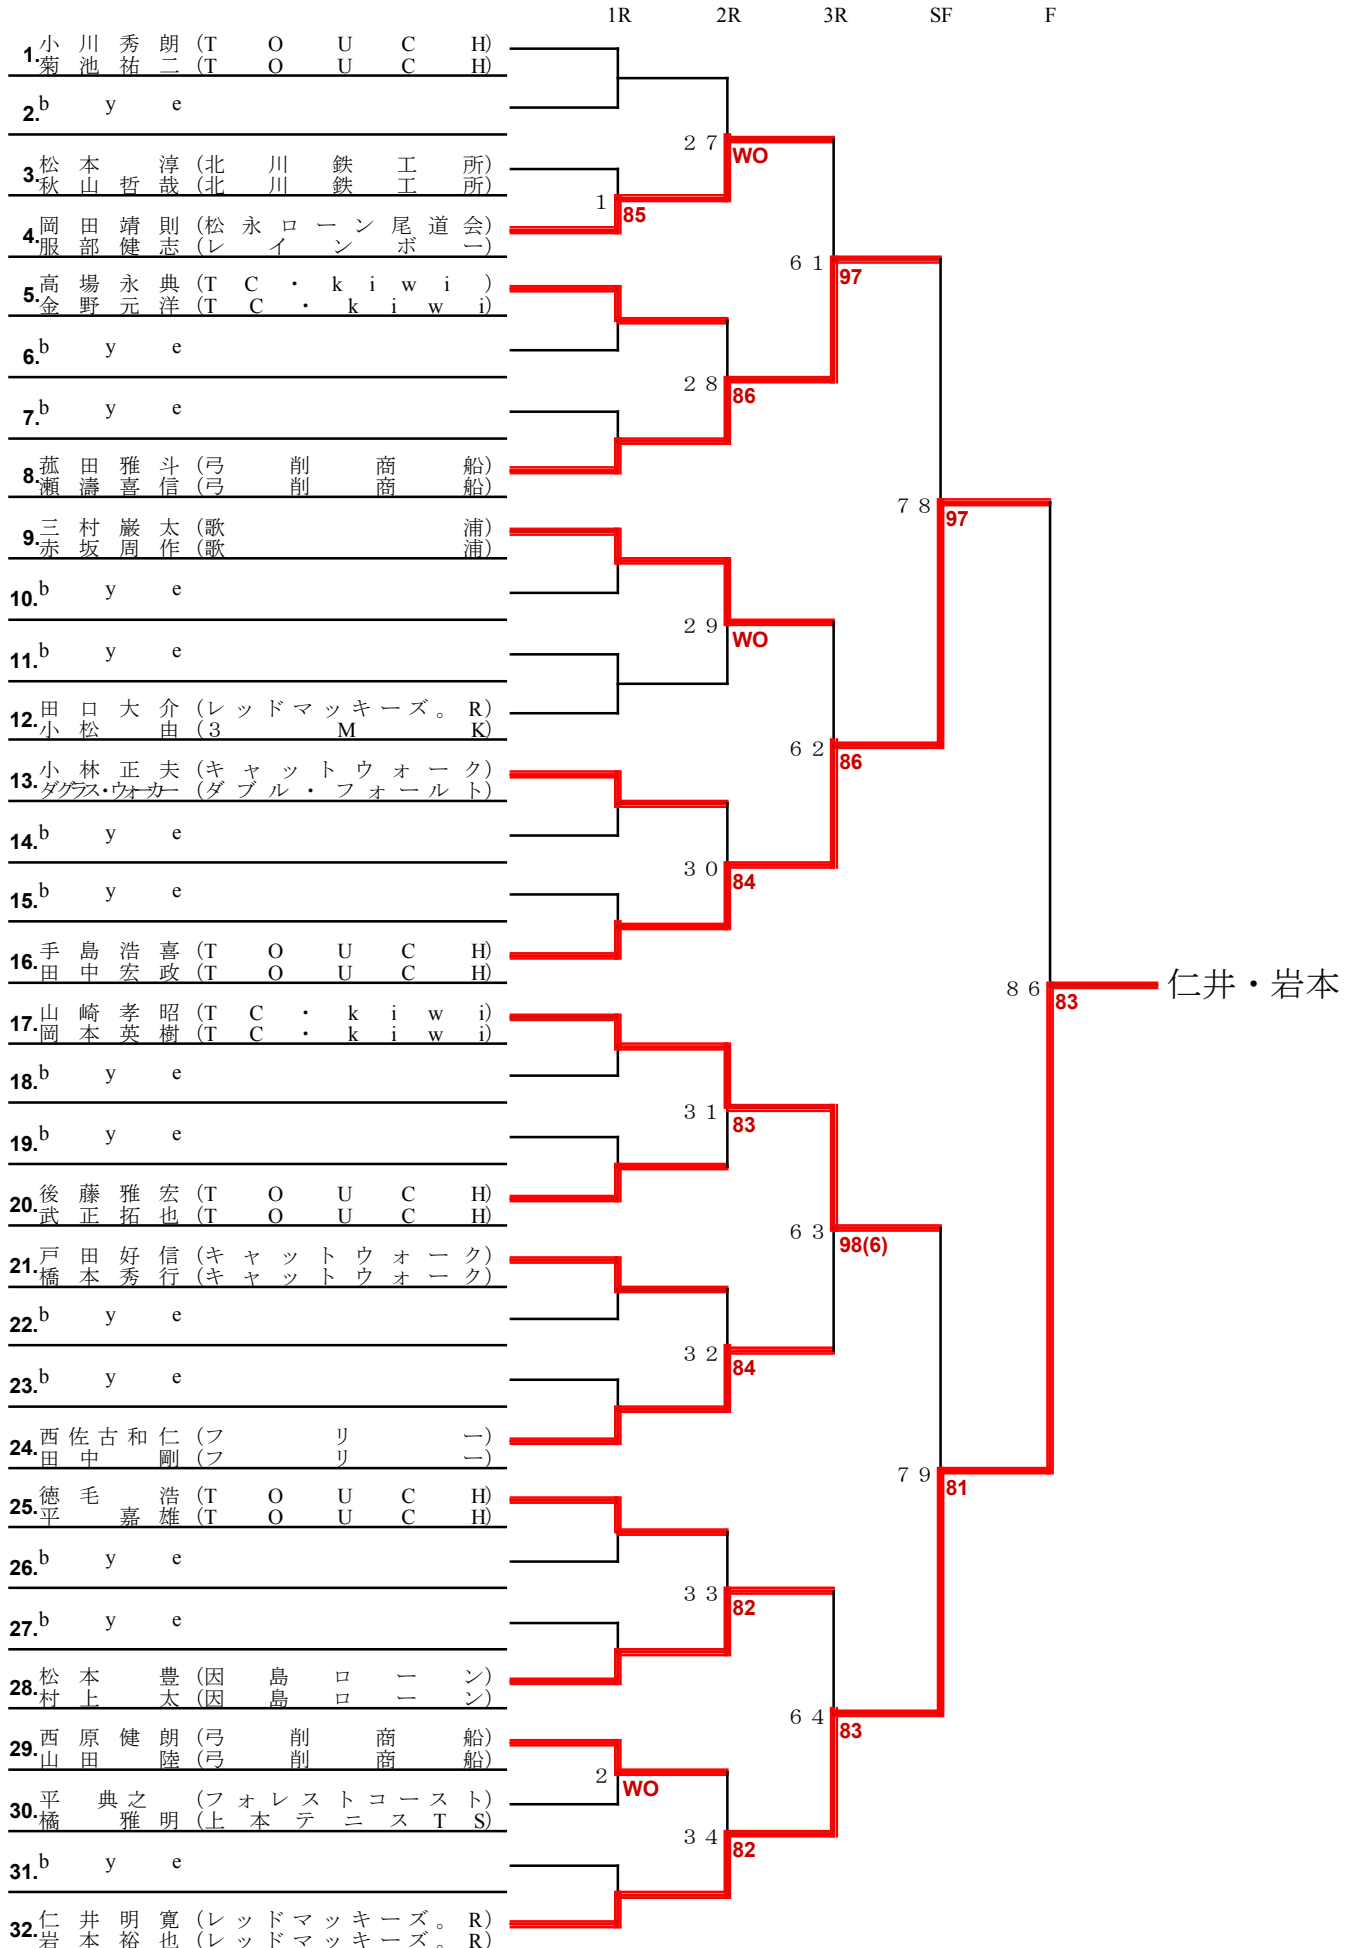 1R 2R 3R SF F
1. 小川秀朗 (TOUCH)
菊池祐二 (TOUCH)
2. bye
27
WO
3. 松本 淳 (北川鉄工所)
秋山哲哉 (北川鉄工所)
1
85
4. 岡田靖則 (松永ローン尾道会)
服部健志 (レインボー)
61
97
5. 高場永典 (TC・kiwi)
金野元洋 (TC・kiwi)
6. bye
28
86
7. bye
8. 菰田雅斗 (弓削商船)
瀬濤喜信 (弓削商船)
78
97
9. 三村巌太 (歌浦)
赤坂周作 (歌浦)
10. bye
29
WO
11. bye
12. 田口大介 (レッドマッキーズ。R)
小松 由 (3MK)
62
86
13. 小林正夫 (キャットウォーク)
ダグラス・ウォーカー (ダブル・フォールト)
14. bye
30
84
15. bye
16. 手島浩喜 (TOUCH)
田中宏政 (TOUCH)
86
83
仁井・岩本
17. 山崎孝昭 (TC・kiwi)
岡本英樹 (TC・kiwi)
18. bye
31
83
19. bye
20. 後藤雅宏 (TOUCH)
武正拓也 (TOUCH)
63
98(6)
21.戸田好信 (キャットウォーク)
橋本秀行 (キャットウォーク)
22. bye
32
84
23. bye
24. 西佐古和仁 (フリー)
田中 剛 (フリー)
79
81
25. 徳毛 浩 (TOUCH)
平 嘉雄 (TOUCH)
26. bye
33
82
27. bye
28. 松本 豊 (因島ローン)
村上 太 (因島ローン)
64
83
29. 西原健朗 (弓削商船)
山田 陸 (弓削商船)
2
WO
30. 平 典之 (フォレストコースト)
橘 雅明 (上本テニスTS)
34
82
31. bye
32. 仁井明寛 (レッドマッキーズ。R)
岩本裕也 (レッドマッキーズ。R)